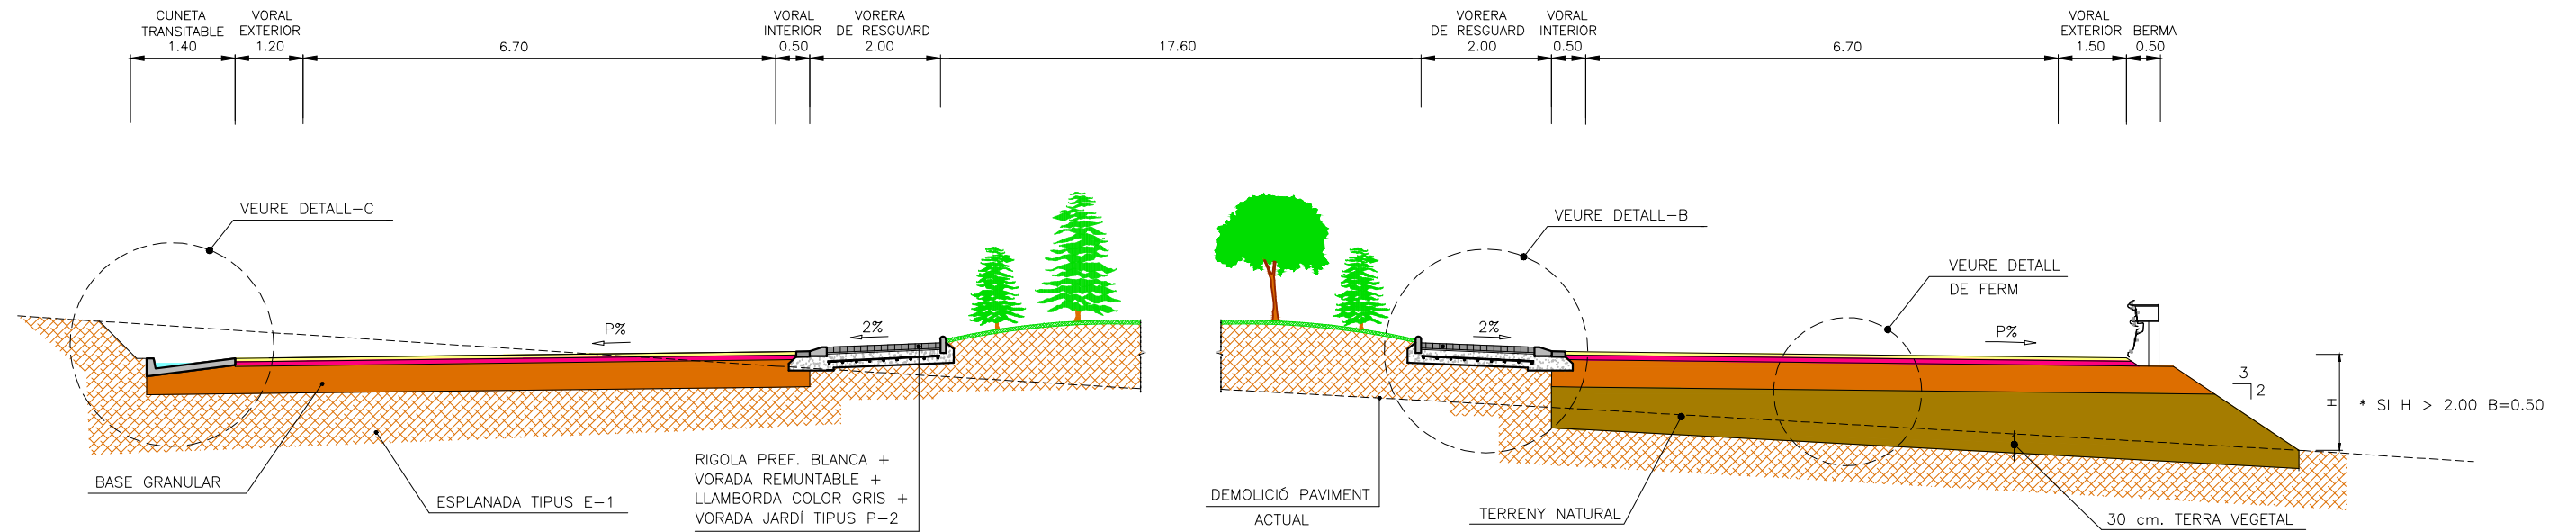 CUNETA
TRANSITABLE
1.40
VORAL
EXTERIOR
1.20
6.70
VORAL
INTERIOR
0.50
VORERA
DE RESGUARD
2.00
17.60
VORERA
DE RESGUARD
2.00
VORAL
INTERIOR
0.50
6.70
VORAL
EXTERIOR
1.50
BERMA
0.50
VEURE DETALL-C
VEURE DETALL-B
VEURE DETALL
DE FERM
P%
2%
2%
P%
3
2
H
* SI H > 2.00 B=0.50
BASE GRANULAR
ESPLANADA TIPUS E-1
RIGOLA PREF. BLANCA +
VORADA REMUNTABLE +
LLAMBORDA COLOR GRIS +
VORADA JARDÍ TIPUS P-2
DEMOLICIÓ PAVIMENT
ACTUAL
TERRENY NATURAL
30 cm. TERRA VEGETAL